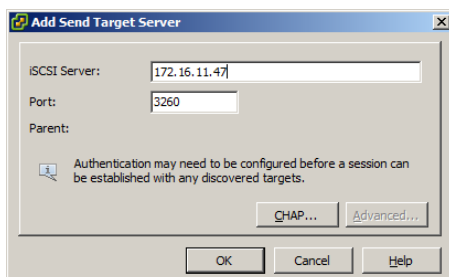 Add Send Target Server
iSCSI Server: 172.16.11.47
Port: 3260
Parent:
Authentication may need to be configured before a session can
be established with any discovered targets.
CHAP... Advanced...
OK Cancel Help